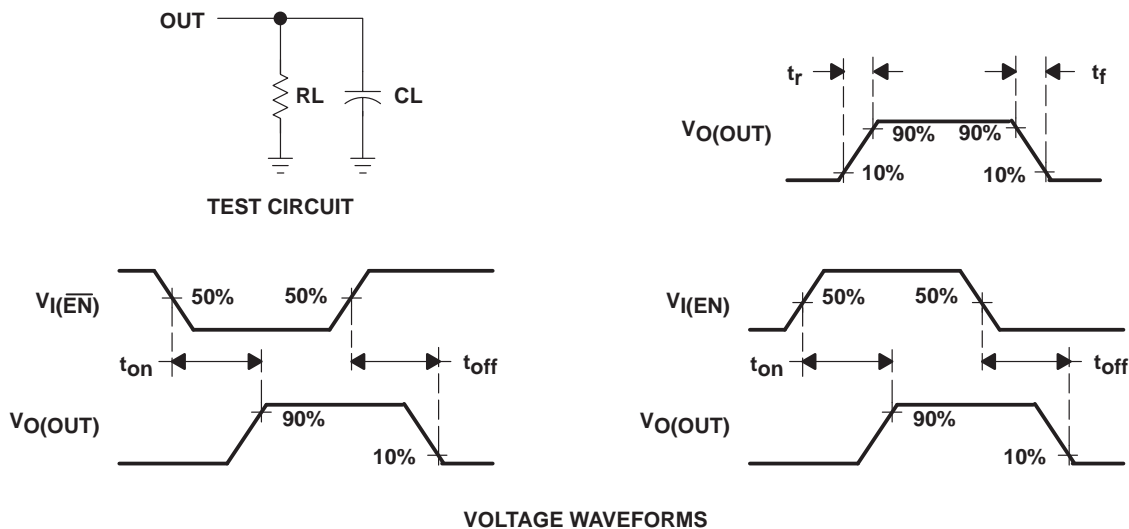 OUT
RL
CL
TEST CIRCUIT
tr
tf
VO(OUT)
90%
90%
10%
10%
VI(E̅N̅)
50%
50%
ton
toff
VO(OUT)
90%
10%
VI(EN)
50%
50%
ton
toff
VO(OUT)
90%
10%
VOLTAGE WAVEFORMS